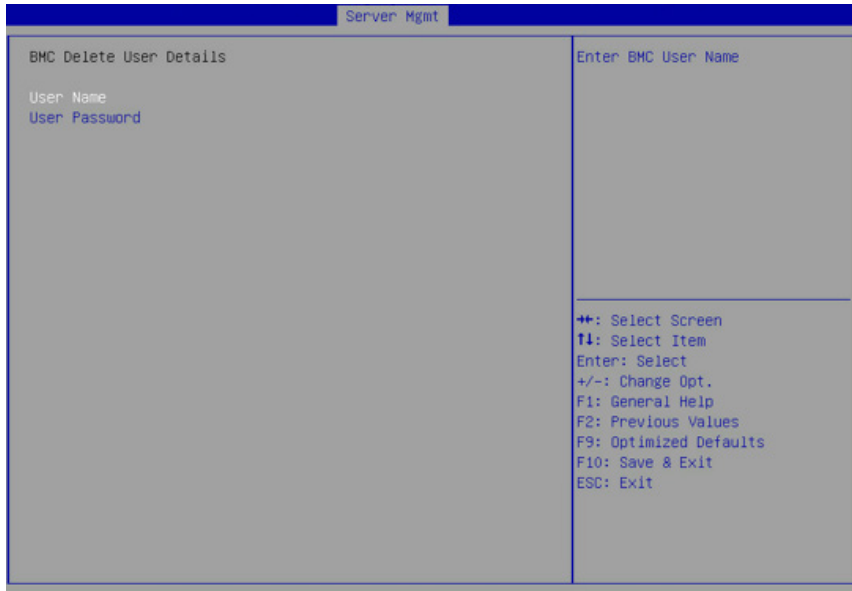 Server Mgmt
BMC Delete User Details
User Name
User Password
Enter BMC User Name
→←: Select Screen
↑↓: Select Item
Enter: Select
+/-: Change Opt.
F1: General Help
F2: Previous Values
F9: Optimized Defaults
F10: Save & Exit
ESC: Exit